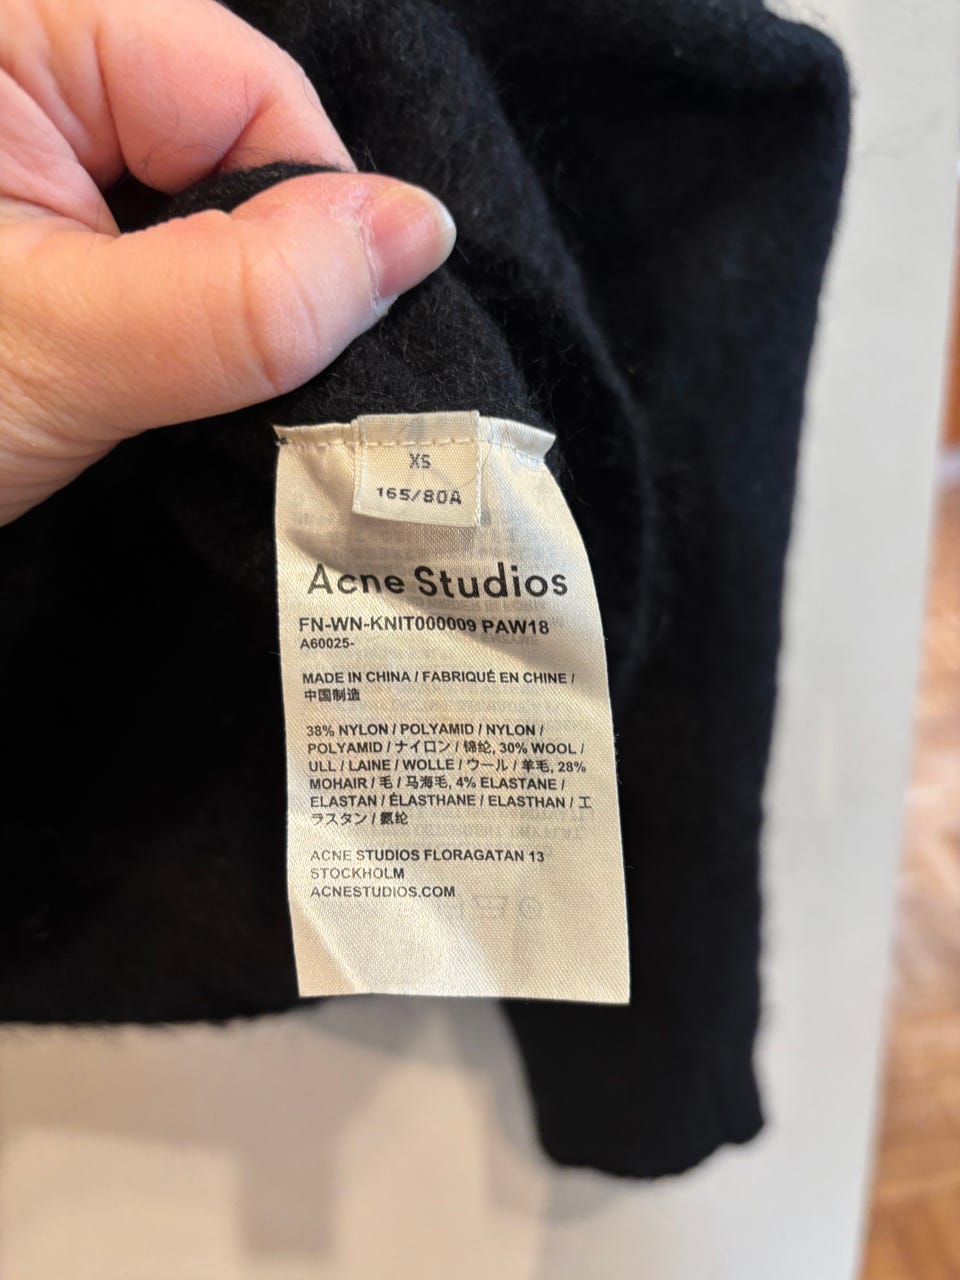 XS
165/80A
Acne Studios
FN-WN-KNIT000009 PAW18
A60025-
MADE IN CHINA / FABRIQUÉ EN CHINE /
中国制造
38% NYLON / POLYAMID / NYLON /
POLYAMID / ナイロン / 锦纶, 30% WOOL /
ULL / LAINE / WOLLE / ウール / 羊毛, 28%
MOHAIR / 毛 / 马海毛, 4% ELASTANE /
ELASTAN / ÉLASTHANE / ELASTHAN / エ
ラスタン / 氨纶
ACNE STUDIOS FLORAGATAN 13
STOCKHOLM
ACNESTUDIOS.COM